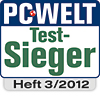 PC WELT
Test-
Sieger
Heft 3/2012